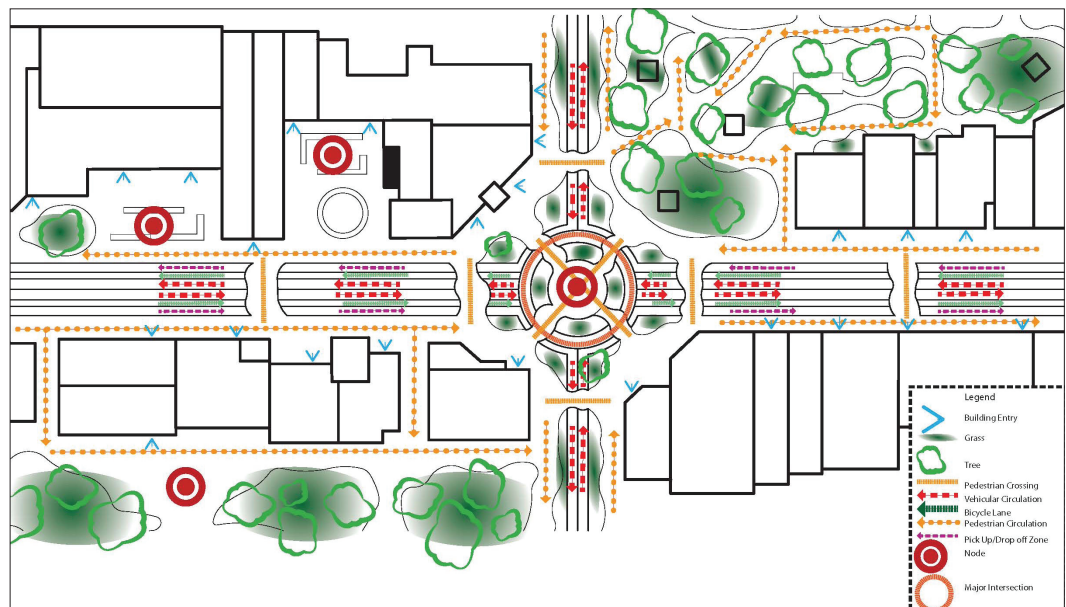 Legend
Building Entry
Grass
Tree
Pedestrian Crossing
Vehicular Circulation
Bicycle Lane
Pedestrian Circulation
Pick Up/Drop off Zone
Node
Major Intersection